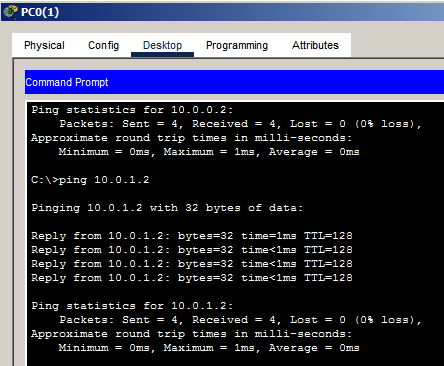 PC0(1)
Physical Config Desktop Programming Attributes
Command Prompt
Ping statistics for 10.0.0.2:
    Packets: Sent = 4, Received = 4, Lost = 0 (0% loss),
Approximate round trip times in milli-seconds:
    Minimum = 0ms, Maximum = 1ms, Average = 0ms
C:\>ping 10.0.1.2
Pinging 10.0.1.2 with 32 bytes of data:
Reply from 10.0.1.2: bytes=32 time=1ms TTL=128
Reply from 10.0.1.2: bytes=32 time<1ms TTL=128
Reply from 10.0.1.2: bytes=32 time<1ms TTL=128
Reply from 10.0.1.2: bytes=32 time<1ms TTL=128
Ping statistics for 10.0.1.2:
    Packets: Sent = 4, Received = 4, Lost = 0 (0% loss),
Approximate round trip times in milli-seconds:
    Minimum = 0ms, Maximum = 1ms, Average = 0ms